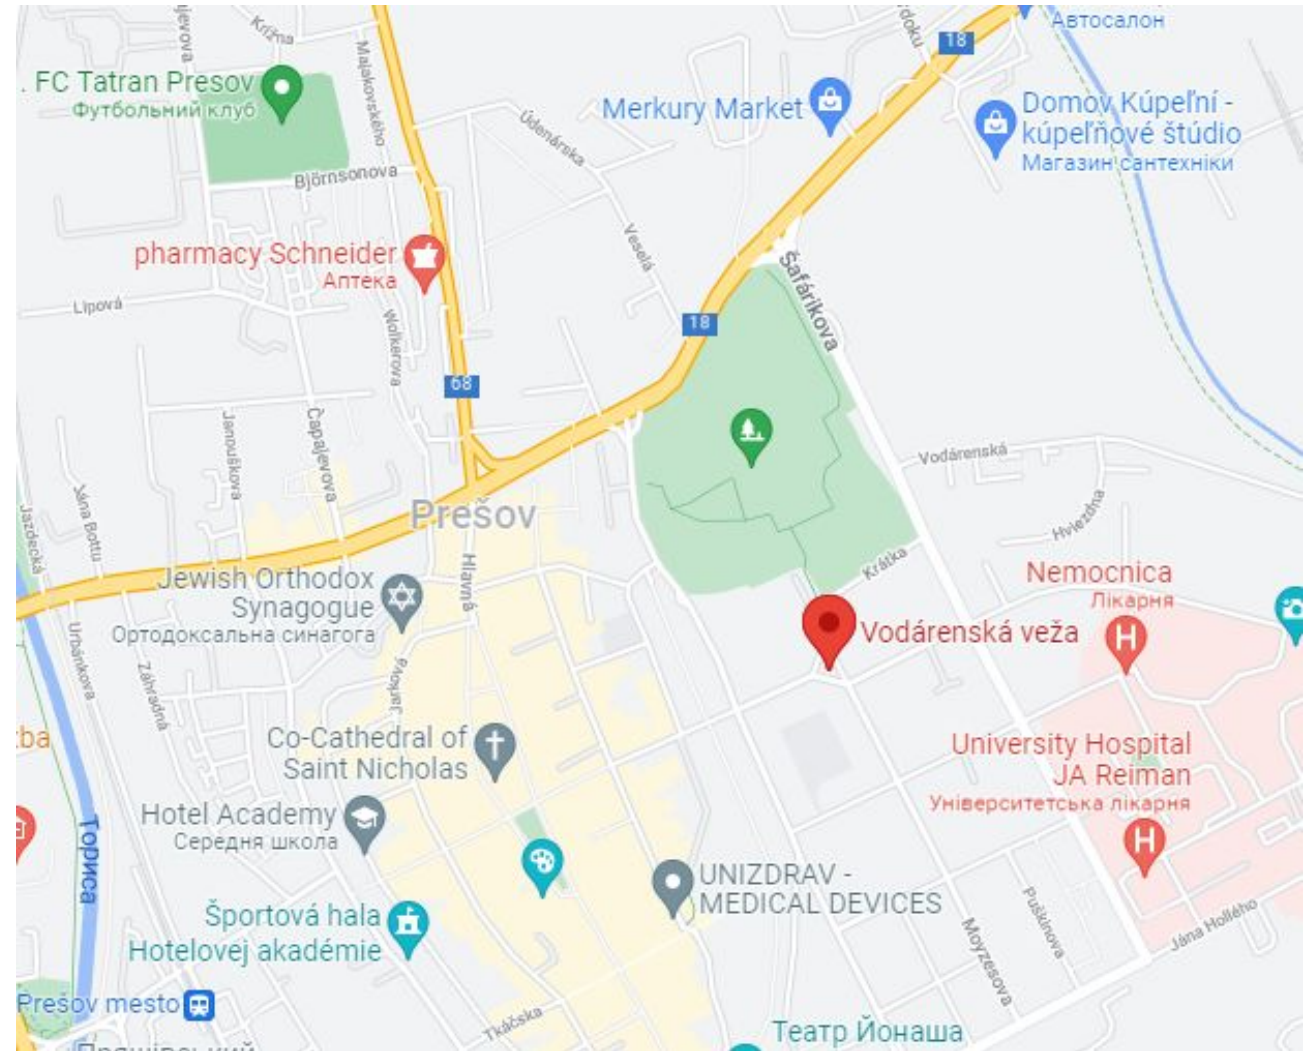 Krížna
Majakovského
. FC Tatran Presov
Футбольний клуб
Björnsonova
Údenárska
Veselá
18
Автосалон
Merkury Market
Domov Kúpeľní -
kúpeľňové štúdio
Магазин сантехніки
pharmacy Schneider
Аптека
Lipová
Wolkerova
Šafárikova
18
68
Janouškova
Čapajevova
Jána Bottu
Jazdecká
Prešov
Vodárenská
Hviezdna
Krátka
Jewish Orthodox
Synagogue
Ортодоксальна синагога
Hlavná
Nemocnica
Лікарня
Vodárenská veža
Urbánkova
Záhradná
Jarkova
Co-Cathedral of
Saint Nicholas
University Hospital
JA Reiman
Університетська лікарня
Hotel Academy
Середня школа
Ториса
UNIZDRAV -
MEDICAL DEVICES
Športová hala
Hotelovej akadémie
Puškinova
Moyzesova
Jána Hollého
Prešov mesto
Tkáčska
Театр Йонаша